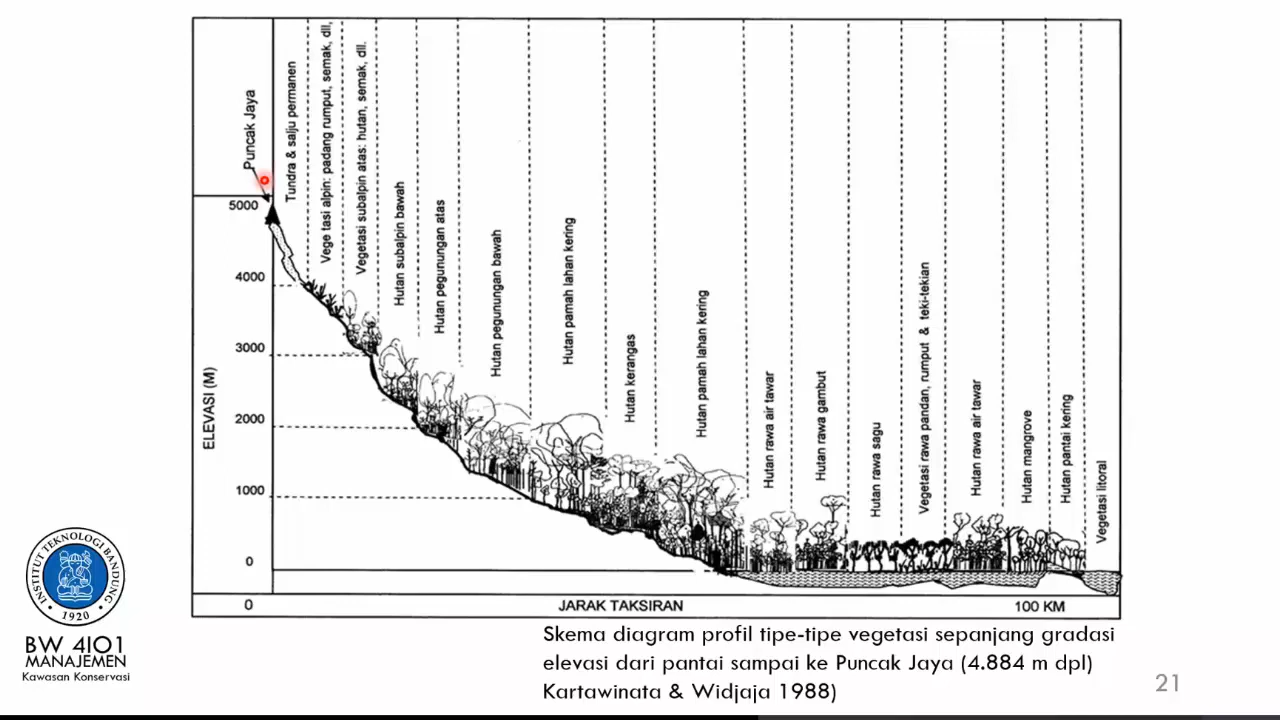 Puncak Jaya
Tundra & salju permanen
Vege tasi alpin: padang rumput, semak, dll,
Vegetasi subalpin atas: hutan, semak, dll.
Hutan subalpin bawah
Hutan pegunungan atas
Hutan pegunungan bawah
Hutan pamah lahan kering
Hutan kerangas
Hutan pamah lahan kering
Hutan rawa air tawar
Hutan rawa gambut
Hutan rawa sagu
Vegetasi rawa pandan, rumput & teki-tekian
Hutan rawa air tawar
Hutan mangrove
Hutan pantai kering
Vegetasi litoral
ELEVASI (M)
5000
4000
3000
2000
1000
0
0
JARAK TAKSIRAN
100 KM
INSTITUT TEKNOLOGI BANDUNG
1920
BW 4101
MANAJEMEN
Kawasan Konservasi
Skema diagram profil tipe-tipe vegetasi sepanjang gradasi
elevasi dari pantai sampai ke Puncak Jaya (4.884 m dpl)
Kartawinata & Widjaja 1988)
21